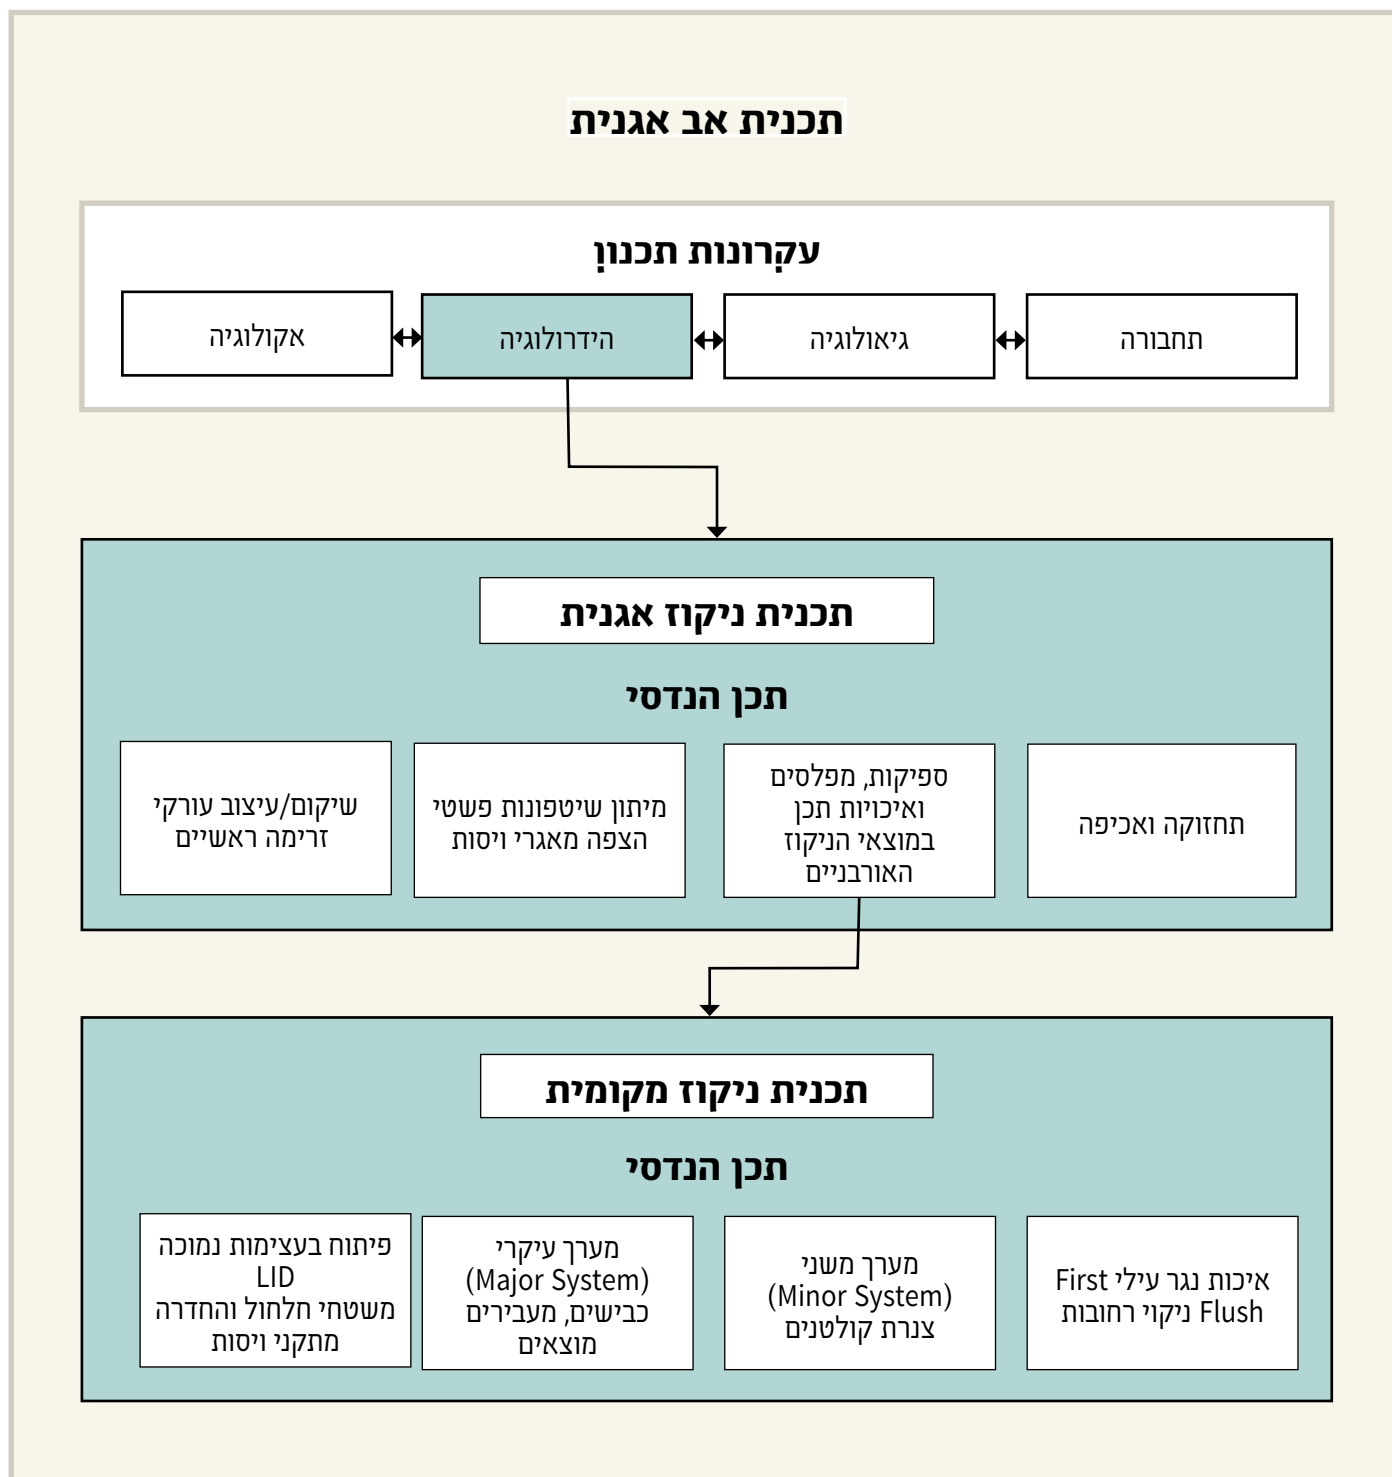 תכנית אב אגנית
עקרונות תכנון
תחבורה
גיאולוגיה
הידרולוגיה
אקולוגיה
תכנית ניקוז אגנית
תכן הנדסי
תחזוקה ואכיפה
ספיקות, מפלסים
ואיכויות תכן
במוצאי הניקוז
האורבניים
מיתון שיטפונות פשטי
הצפה מאגרי ויסות
שיקום/עיצוב עורקי
זרימה ראשיים
תכנית ניקוז מקומית
תכן הנדסי
איכות נגר עילי First
Flush ניקוי רחובות
מערך משני
(Minor System)
צנרת קולטנים
מערך עיקרי
(Major System)
כבישים, מעבירים
מוצאים
פיתוח בעצימות נמוכה
LID
משטחי חלחול והחדרה
מתקני ויסות